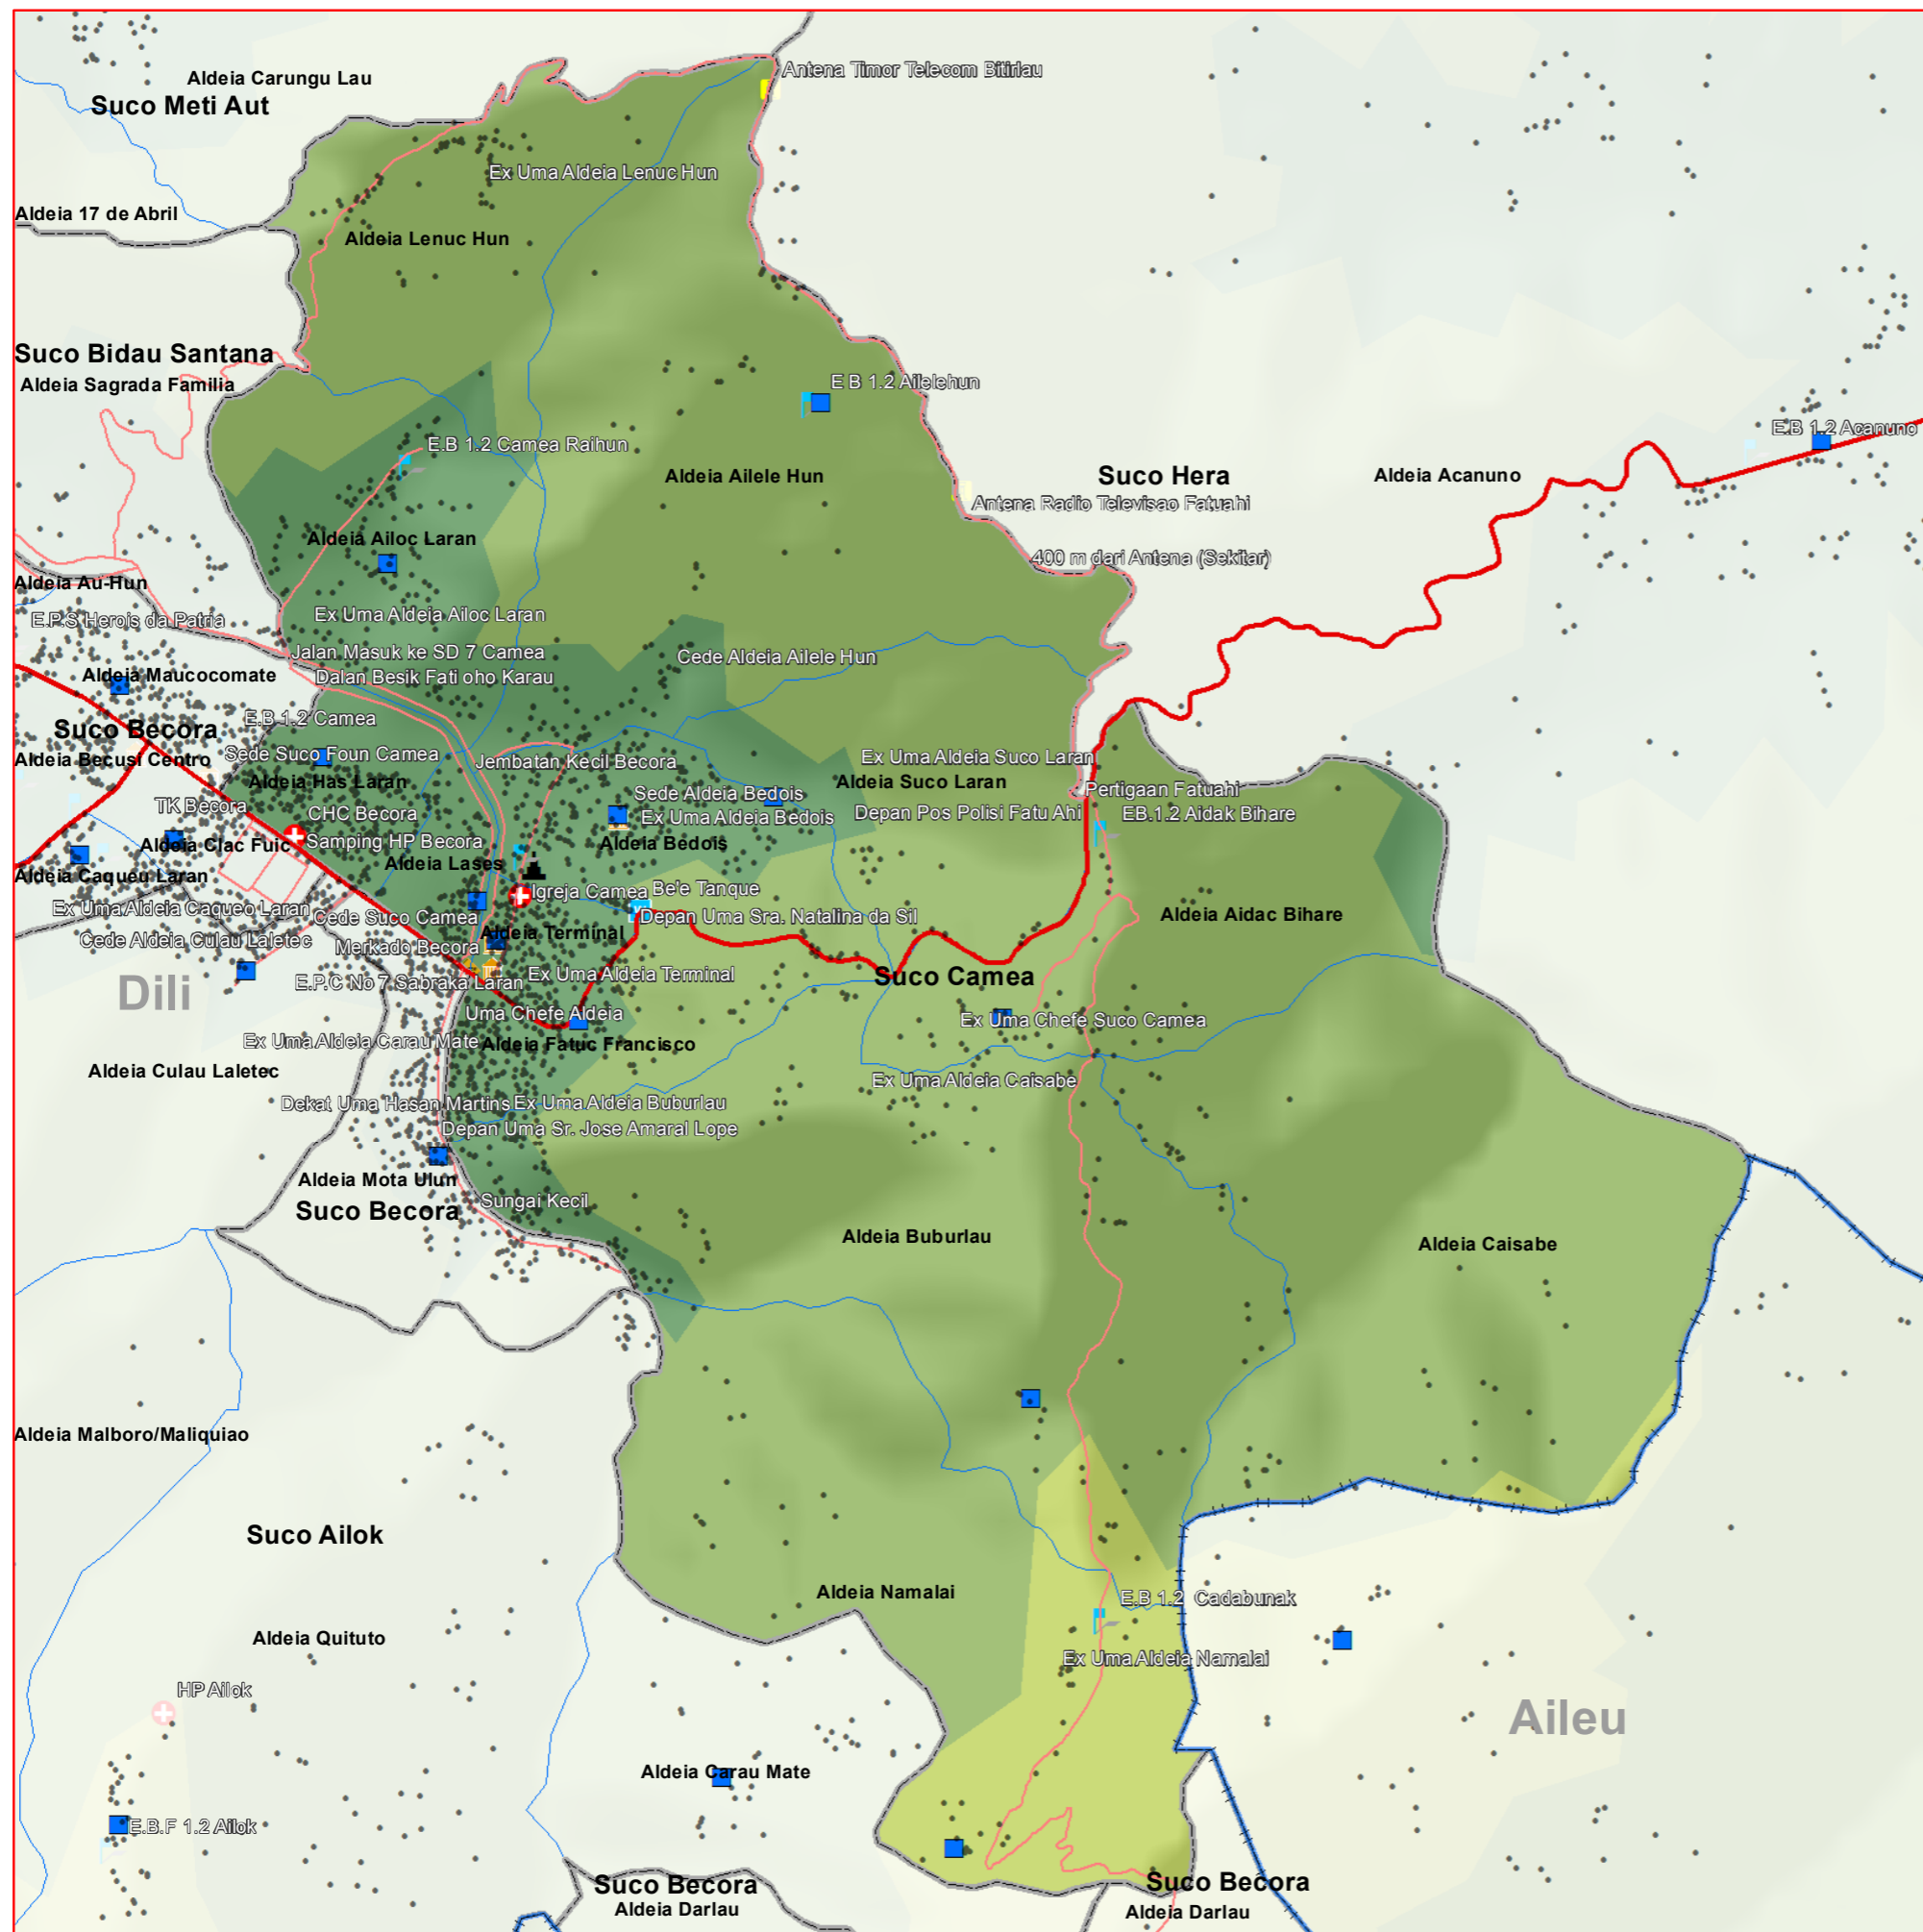 Antena Timor Telecom Bitirlau
Aldeia Carungu Lau
Suco Meti Aut
Ex Uma Aldeia Lenuc Hun
Aldeia 17 de Abril
Aldeia Lenuc Hun
Suco Bidau Santana
Aldeia Sagrada Familia
E B 1.2 Ailelehun
E.B 1.2 Acanuno
E.B 1.2 Camea Raihun
Aldeia Ailele Hun
Suco Hera
Aldeia Acanuno
Antena Radio Televisao Fatuahi
Aldeia Ailoc Laran
400 m dari Antena (Sekitar)
Aldeia Au-Hun
Ex Uma Aldeia Ailoc Laran
E.P.S Herois da Patria
Jalan Masuk ke SD 7 Camea
Cede Aldeia Ailele Hun
Aldeia Maucocomate
Dalan Besik Fati oho Karau
E.B 1.2 Camea
Suco Becora
Sede Suco Foun Camea
Ex Uma Aldeia Suco Laran
Aldeia Becusi Centro
Jembatan Kecil Becora
Aldeia Has Laran
Aldeia Suco Laran
Pertigaan Fatuahi
Sede Aldeia Bedois
TK Becora
CHC Becora
Ex Uma Aldeia Bedois
Depan Pos Polisi Fatu Ahi
EB.1.2 Aidak Bihare
Aldeia Clac Fuic
Samping HP Becora
Aldeia Bedois
Aldeia Lases
Aldeia Caqueu Laran
Igreja Camea
Be'e Tanque
Ex Uma Aldeia Caqueo Laran
Cede Suco Camea
Depan Uma Sra. Natalina da Sil
Aldeia Aidac Bihare
Cede Aldeia Culau Laletec
Merkado Becora
Aldeia Terminal
Dili
E.P.C No 7 Sabraka Laran
Ex Uma Aldeia Terminal
Suco Camea
Uma Chefe Aldeia
Ex Uma Chefe Suco Camea
Ex Uma Aldeia Carau Mate
Aldeia Fatuc Francisco
Aldeia Culau Laletec
Ex Uma Aldeia Caisabe
Dekat Uma Hasan Martins
Ex Uma Aldeia Buburlau
Depan Uma Sr. Jose Amaral Lope
Aldeia Mota Ulun
Suco Becora
Sungai Kecil
Aldeia Buburlau
Aldeia Caisabe
Aldeia Malboro/Maliquiao
Suco Ailok
Aldeia Namalai
E.B 1.2 Cadabunak
Aldeia Quituto
Ex Uma Aldeia Namalai
HP Ailok
Aileu
Aldeia Carau Mate
E.B.F 1.2 Ailok
Suco Becora
Aldeia Darlau
Suco Becora
Aldeia Darlau